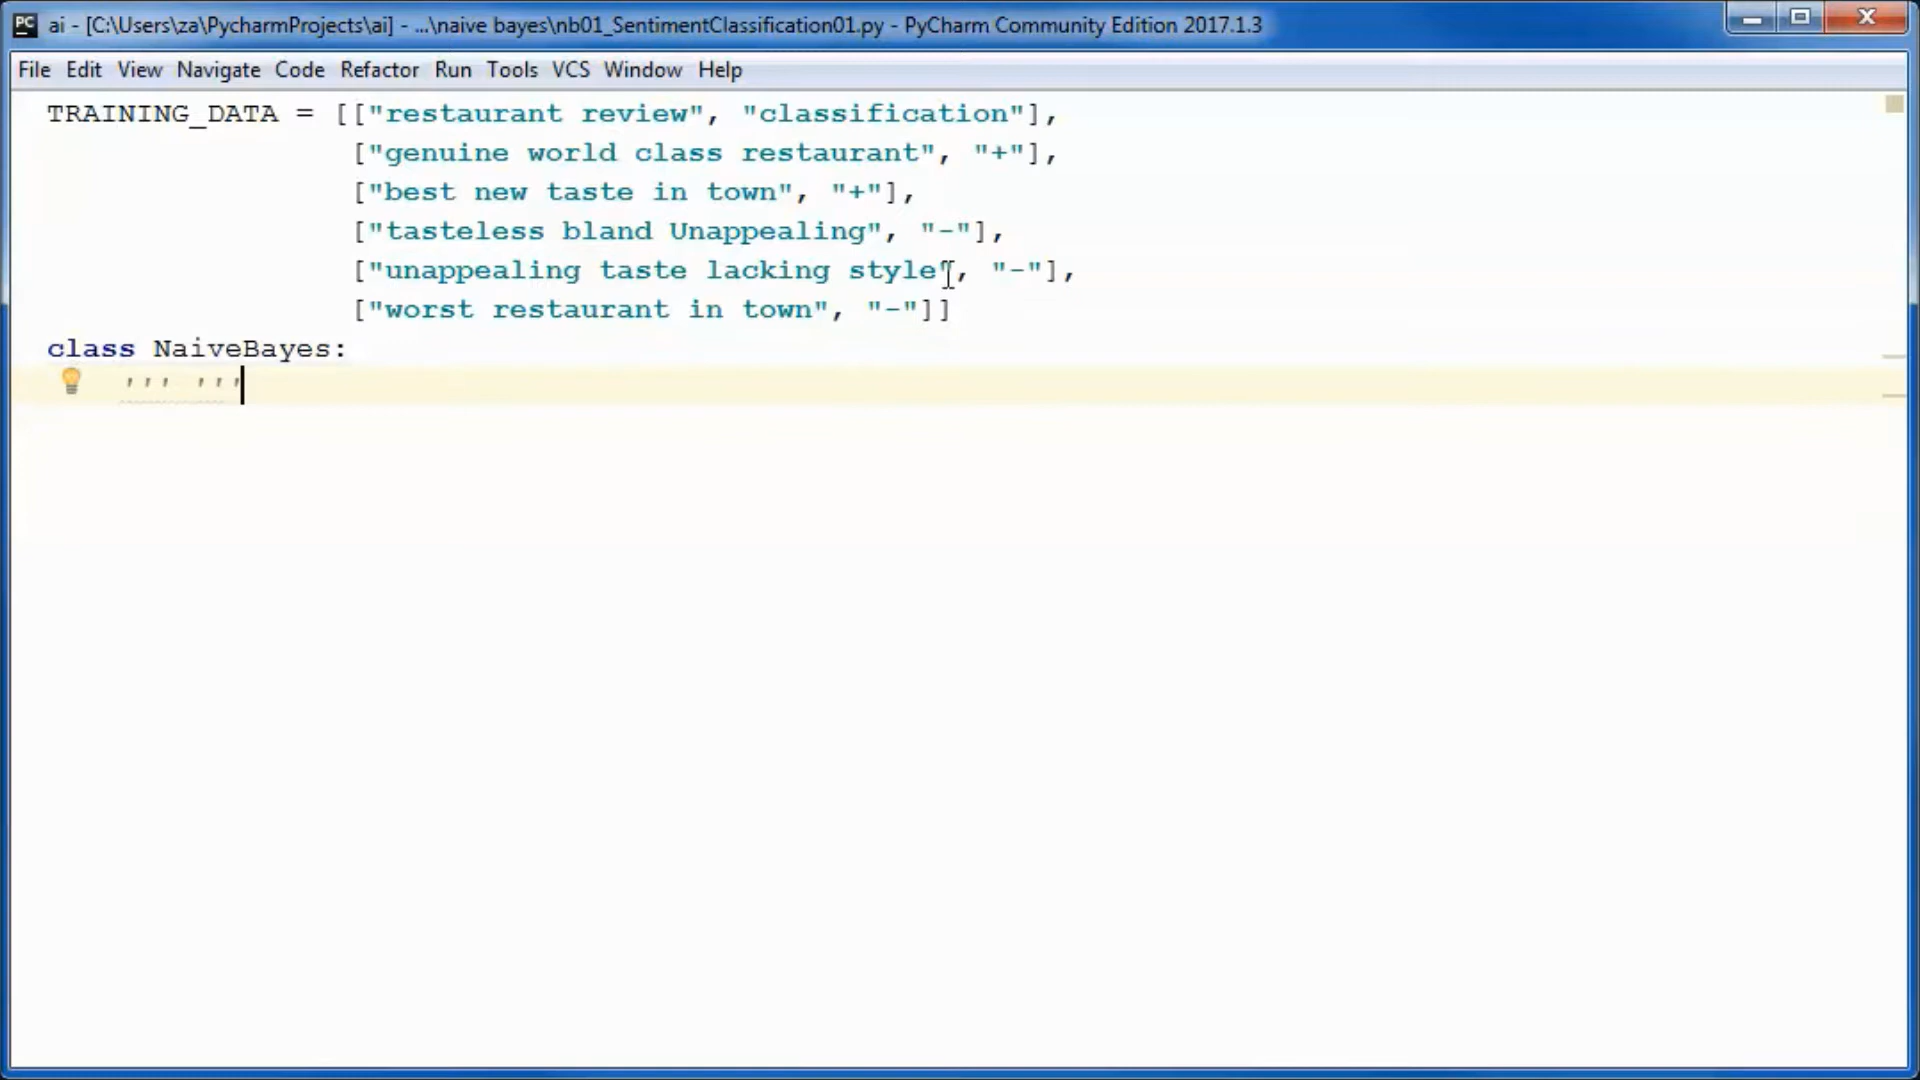 PC ai - [C:\Users\za\PycharmProjects\ai] - ...\naive bayes\nb01_SentimentClassification01.py - PyCharm Community Edition 2017.1.3
File Edit View Navigate Code Refactor Run Tools VCS Window Help
TRAINING_DATA = [["restaurant review", "classification"],
["genuine world class restaurant", "+"],
["best new taste in town", "+"],
["tasteless bland Unappealing", "-"],
["unappealing taste lacking style", "-"],
["worst restaurant in town", "-"]]
class NaiveBayes:
''' '''